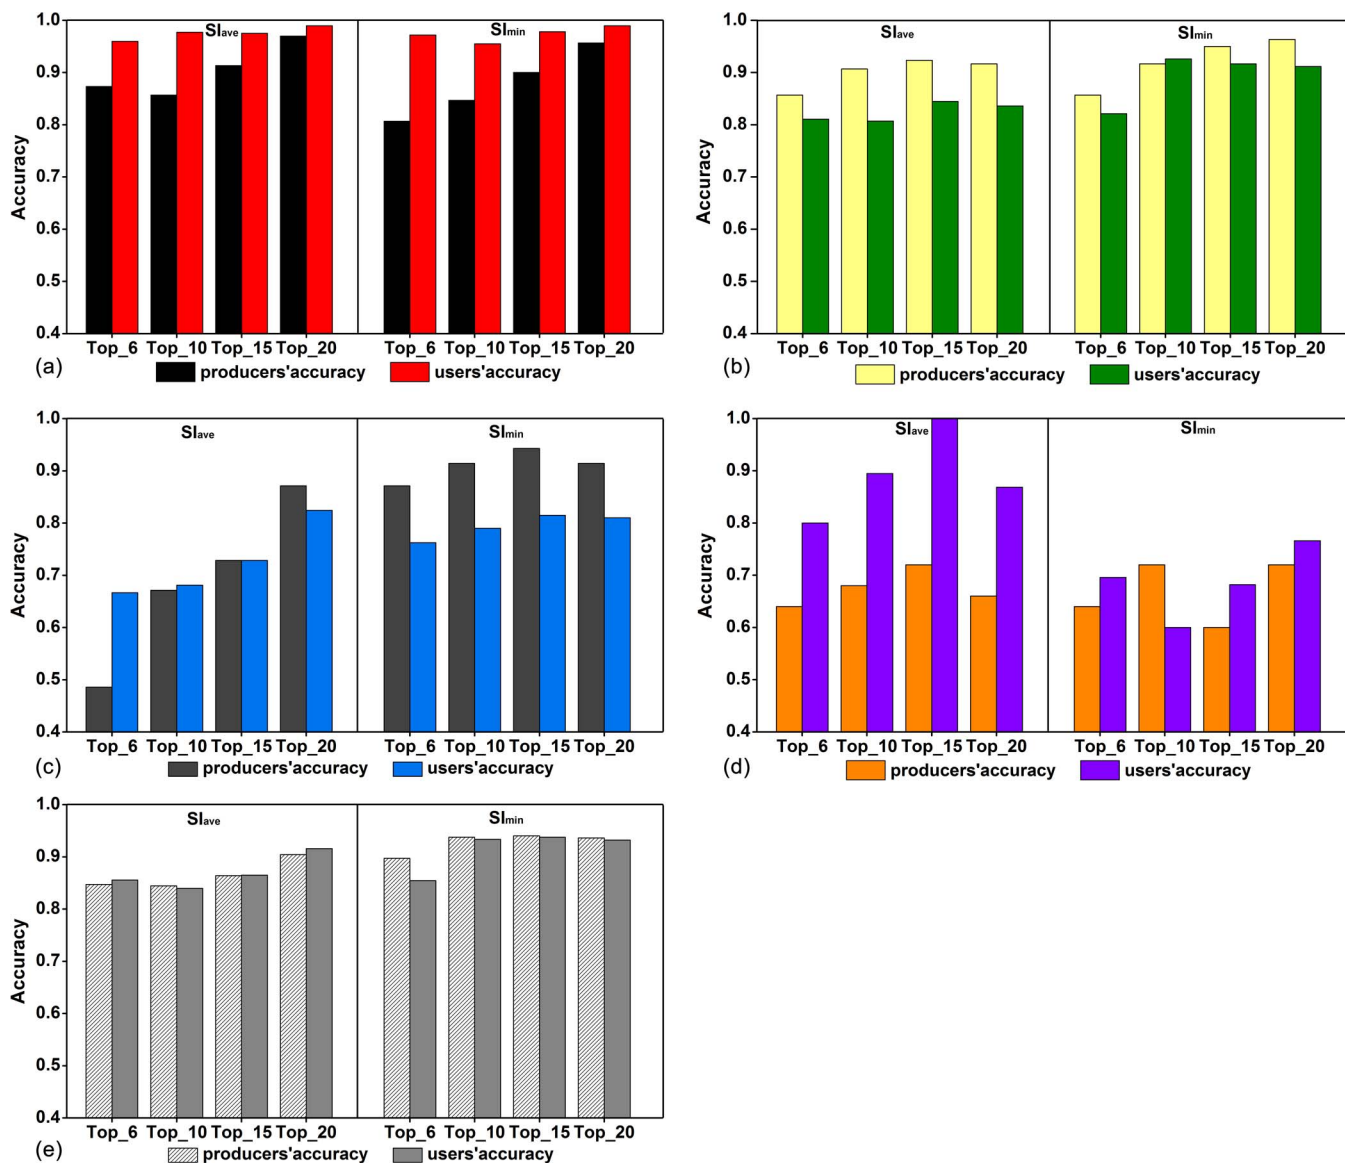 1.0
0.9
0.8
0.7
0.6
0.5
0.4
Accuracy
SIave
SImin
Top_6 Top_10 Top_15 Top_20 Top_6 Top_10 Top_15 Top_20
(a)
producers'accuracy users'accuracy
1.0
0.9
0.8
0.7
0.6
0.5
0.4
Accuracy
SIave
SImin
Top_6 Top_10 Top_15 Top_20 Top_6 Top_10 Top_15 Top_20
(b)
producers'accuracy users'accuracy
1.0
0.9
0.8
0.7
0.6
0.5
0.4
Accuracy
SIave
SImin
Top_6 Top_10 Top_15 Top_20 Top_6 Top_10 Top_15 Top_20
(c)
producers'accuracy users'accuracy
1.0
0.9
0.8
0.7
0.6
0.5
0.4
Accuracy
SIave
SImin
Top_6 Top_10 Top_15 Top_20 Top_6 Top_10 Top_15 Top_20
(d)
producers'accuracy users'accuracy
1.0
0.9
0.8
0.7
0.6
0.5
0.4
Accuracy
SIave
SImin
Top_6 Top_10 Top_15 Top_20 Top_6 Top_10 Top_15 Top_20
(e)
producers'accuracy users'accuracy